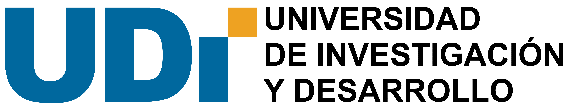 UDi
UNIVERSIDAD
DE INVESTIGACIÓN
Y DESARROLLO